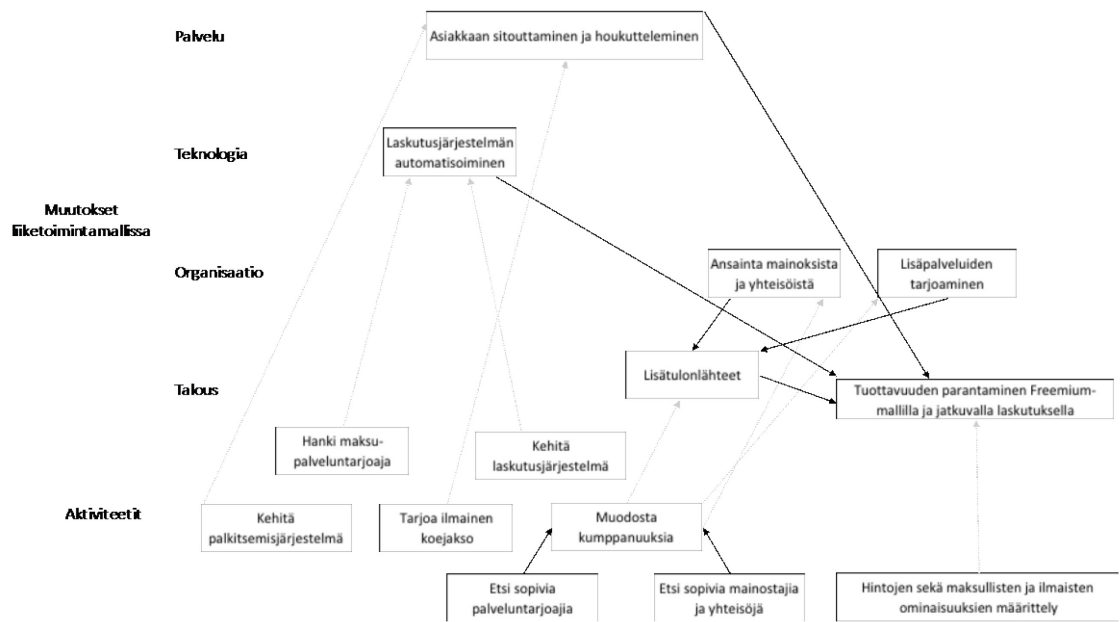 Palvelu
Asiakkaan sitouttaminen ja houkutteleminen
Teknologia
Laskutusjärjestelmän
automatisoiminen
Muutokset
liiketoimintamallissa
Organisaatio
Ansainta mainoksista
ja yhteisöistä
Lisäpalveluiden
tarjoaminen
Talous
Lisätulonlähteet
Tuottavuuden parantaminen Freemium-
mallilla ja jatkuvalla laskutuksella
Hanki maksu-
palveluntarjoaja
Kehitä
laskutusjärjestelmä
Aktiviteetit
Kehitä
palkitsemisjärjestelmä
Tarjoa ilmainen
koejakso
Muodosta
kumppanuuksia
Etsi sopivia
palveluntarjoajia
Etsi sopivia mainostajia
ja yhteisöjä
Hintojen sekä maksullisten ja ilmaisten
ominaisuuksien määrittely